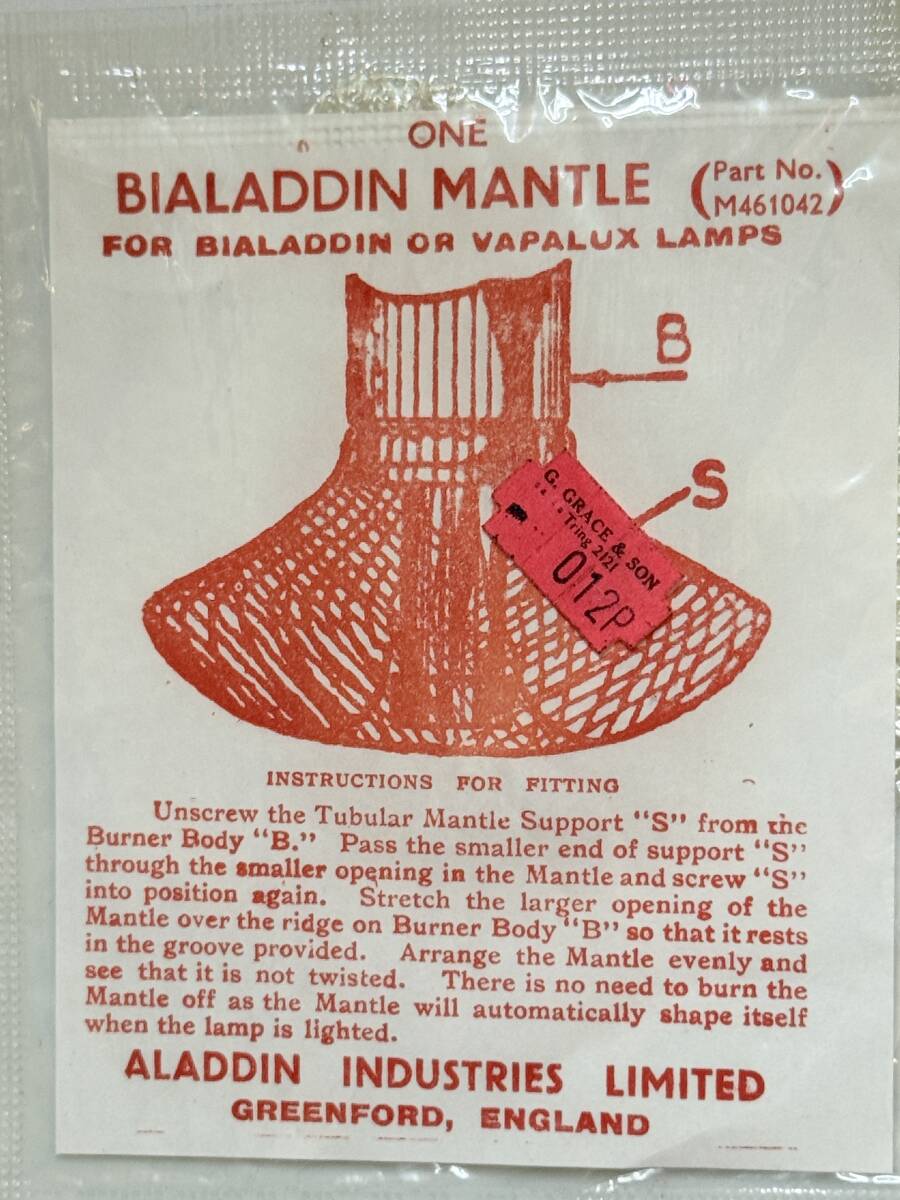 ONE
BIALADDIN MANTLE (Part No. M461042)
FOR BIALADDIN OR VAPALUX LAMPS
B
S
G. GRACE & SON
Tring 2121
012P
INSTRUCTIONS FOR FITTING
Unscrew the Tubular Mantle Support "S" from the
Burner Body "B." Pass the smaller end of support "S"
through the smaller opening in the Mantle and screw "S"
into position again. Stretch the larger opening of the
Mantle over the ridge on Burner Body "B" so that it rests
in the groove provided. Arrange the Mantle evenly and
see that it is not twisted. There is no need to burn the
Mantle off as the Mantle will automatically shape itself
when the lamp is lighted.
ALADDIN INDUSTRIES LIMITED
GREENFORD, ENGLAND